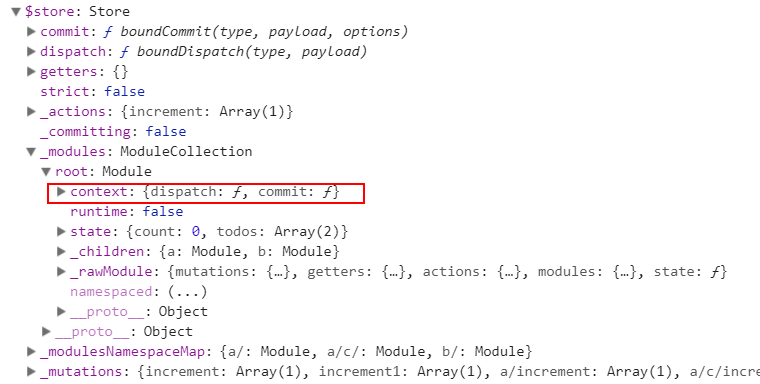 ▼$store: Store
▶commit: ƒ boundCommit(type, payload, options)
▶dispatch: ƒ boundDispatch(type, payload)
▶getters: {}
strict: false
▶_actions: {increment: Array(1)}
_committing: false
▼_modules: ModuleCollection
▼root: Module
▶context: {dispatch: ƒ, commit: ƒ}
runtime: false
▶state: {count: 0, todos: Array(2)}
▶_children: {a: Module, b: Module}
▶_rawModule: {mutations: {…}, getters: {…}, actions: {…}, modules: {…}, state: ƒ}
namespaced: (...)
▶__proto__: Object
▶__proto__: Object
▶_modulesNamespaceMap: {a/: Module, a/c/: Module, b/: Module}
▶_mutations: {increment: Array(1), increment1: Array(1), a/increment: Array(1), a/c/incre